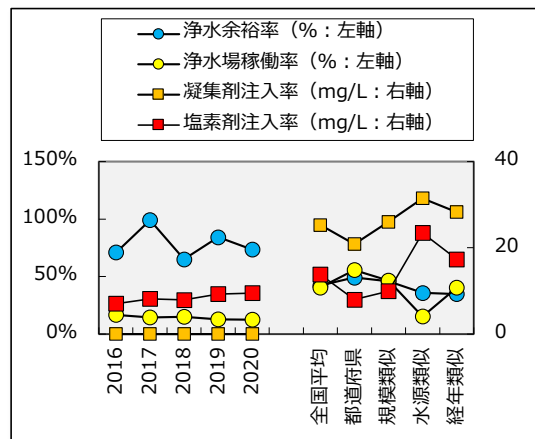 浄水余裕率（%：左軸）
浄水場稼働率（%：左軸）
凝集剤注入率（mg/L：右軸）
塩素剤注入率（mg/L：右軸）
150%
100%
50%
0%
40
20
0
2016
2017
2018
2019
2020
全国平均
都道府県
規模類似
水源類似
経年類似